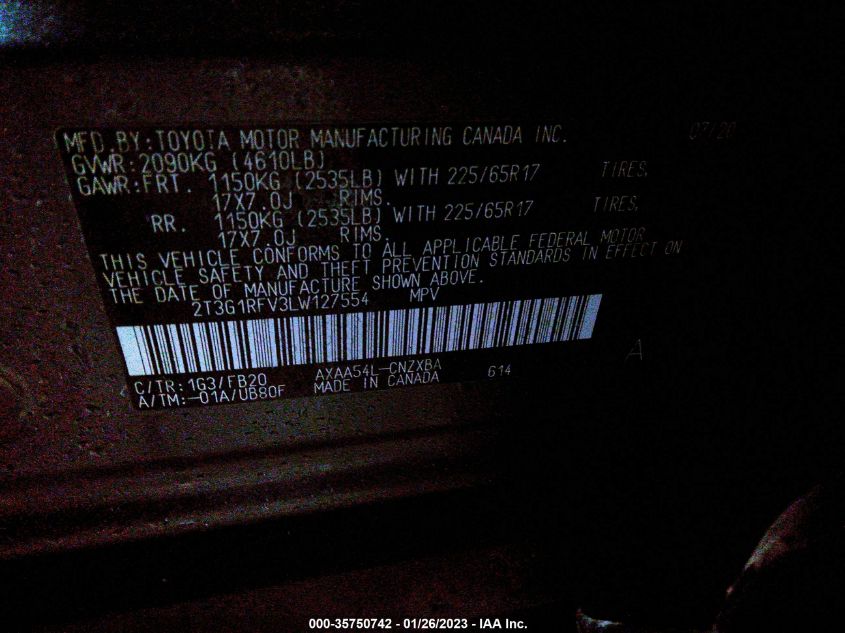 MFD.BY:TOYOTA MOTOR MANUFACTURING CANADA INC. 07/20
GVWR:2090KG (4610LB)
GAWR:FRT. 1150KG (2535LB) WITH 225/65R17 TIRES,
17X7.0J RIMS.
RR. 1150KG (2535LB) WITH 225/65R17 TIRES,
17X7.0J RIMS.
THIS VEHICLE CONFORMS TO ALL APPLICABLE FEDERAL MOTOR
VEHICLE SAFETY AND THEFT PREVENTION STANDARDS IN EFFECT ON
THE DATE OF MANUFACTURE SHOWN ABOVE.
2T3G1RFV3LW127554 MPV
C/TR:1G3/FB20 AXAA54L-CNZXBA 614 A
A/TM:-01A/UB80F MADE IN CANADA
000-35750742 - 01/26/2023 - IAA Inc.